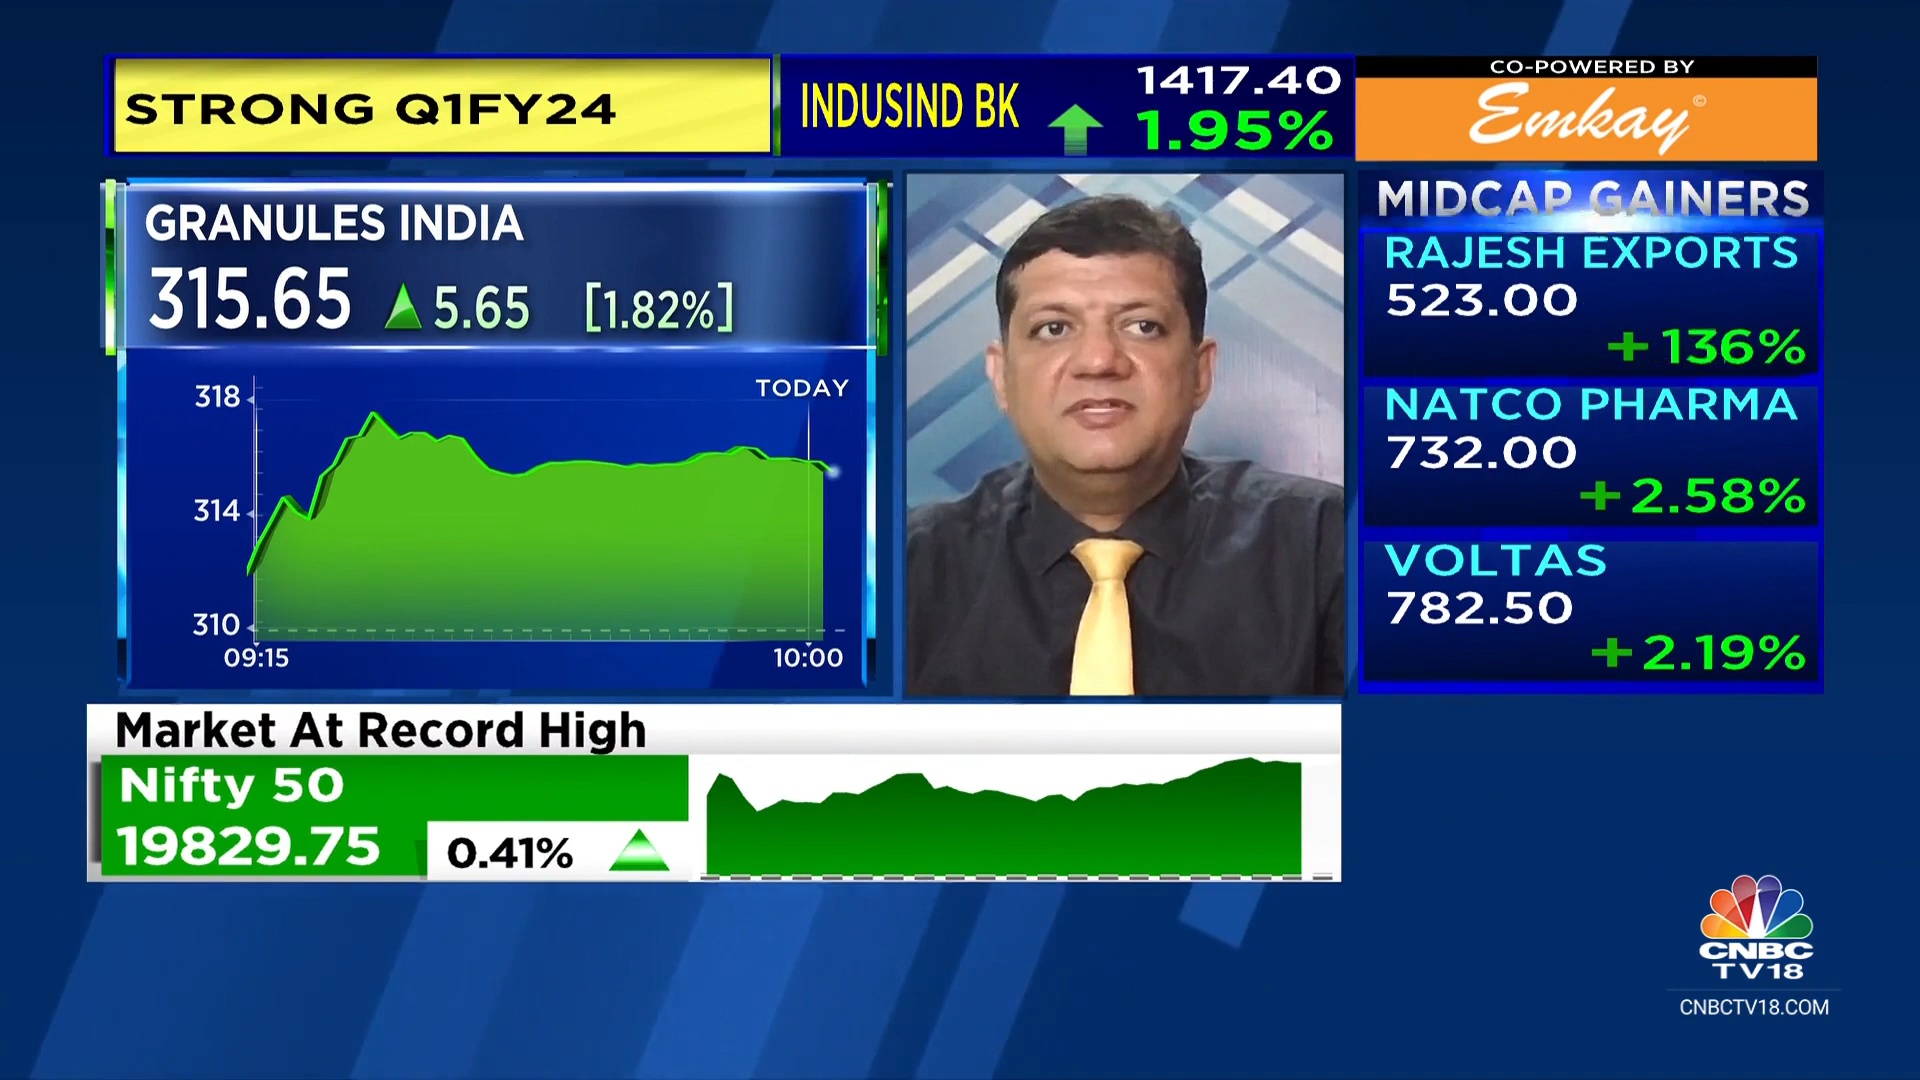 STRONG Q1FY24
INDUSIND BK
1417.40
1.95%
CO-POWERED BY
Emkay©
GRANULES INDIA
315.65 5.65 [1.82%]
TODAY
318
314
310
09:15 10:00
MIDCAP GAINERS
RAJESH EXPORTS
523.00
+136%
NATCO PHARMA
732.00
+2.58%
VOLTAS
782.50
+2.19%
Market At Record High
Nifty 50
19829.75
0.41%
CNBC
TV18
CNBCTV18.COM